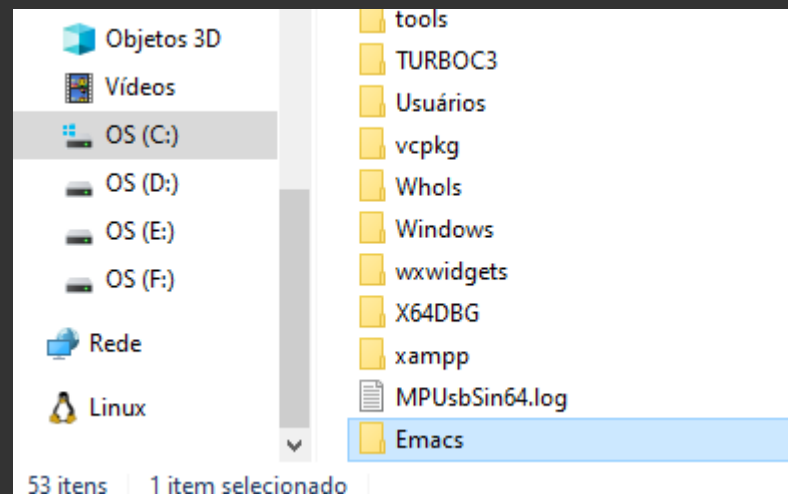 Objetos 3D
Vídeos
OS (C:)
OS (D:)
OS (E:)
OS (F:)
Rede
Linux
tools
TURBOC3
Usuários
vcpkg
WhoIs
Windows
wxwidgets
X64DBG
xampp
MPUsbSin64.log
Emacs
53 itens
1 item selecionado